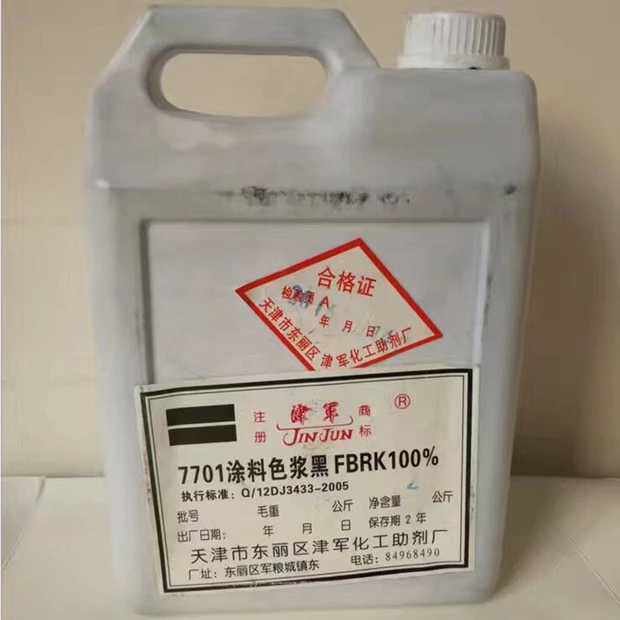 合格证
检验员 A
年 月 日
天津市东丽区津军化工助剂厂
注册 津军 商标 ®
JINJUN
7701涂料色浆黑 FBRK100%
执行标准: Q/12DJ3433-2005
批号 毛重 公斤 净含量 公斤
出厂日期: 年 月 日 保存期 2 年
天津市东丽区津军化工助剂厂
厂址: 东丽区军粮城镇东 电话: 84968490